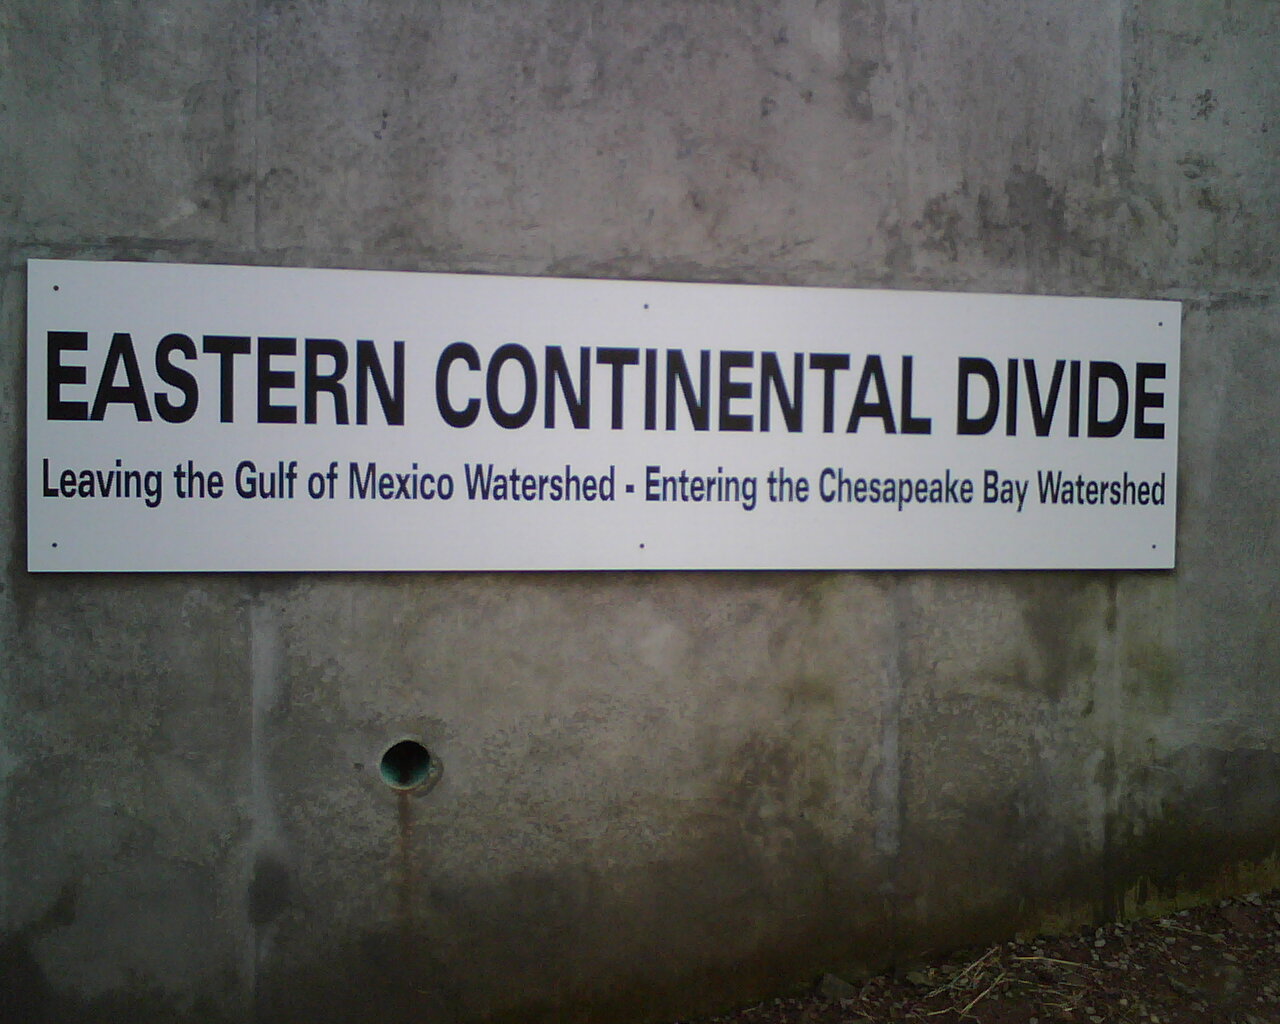 EASTERN CONTINENTAL DIVIDE
Leaving the Gulf of Mexico Watershed - Entering the Chesapeake Bay Watershed